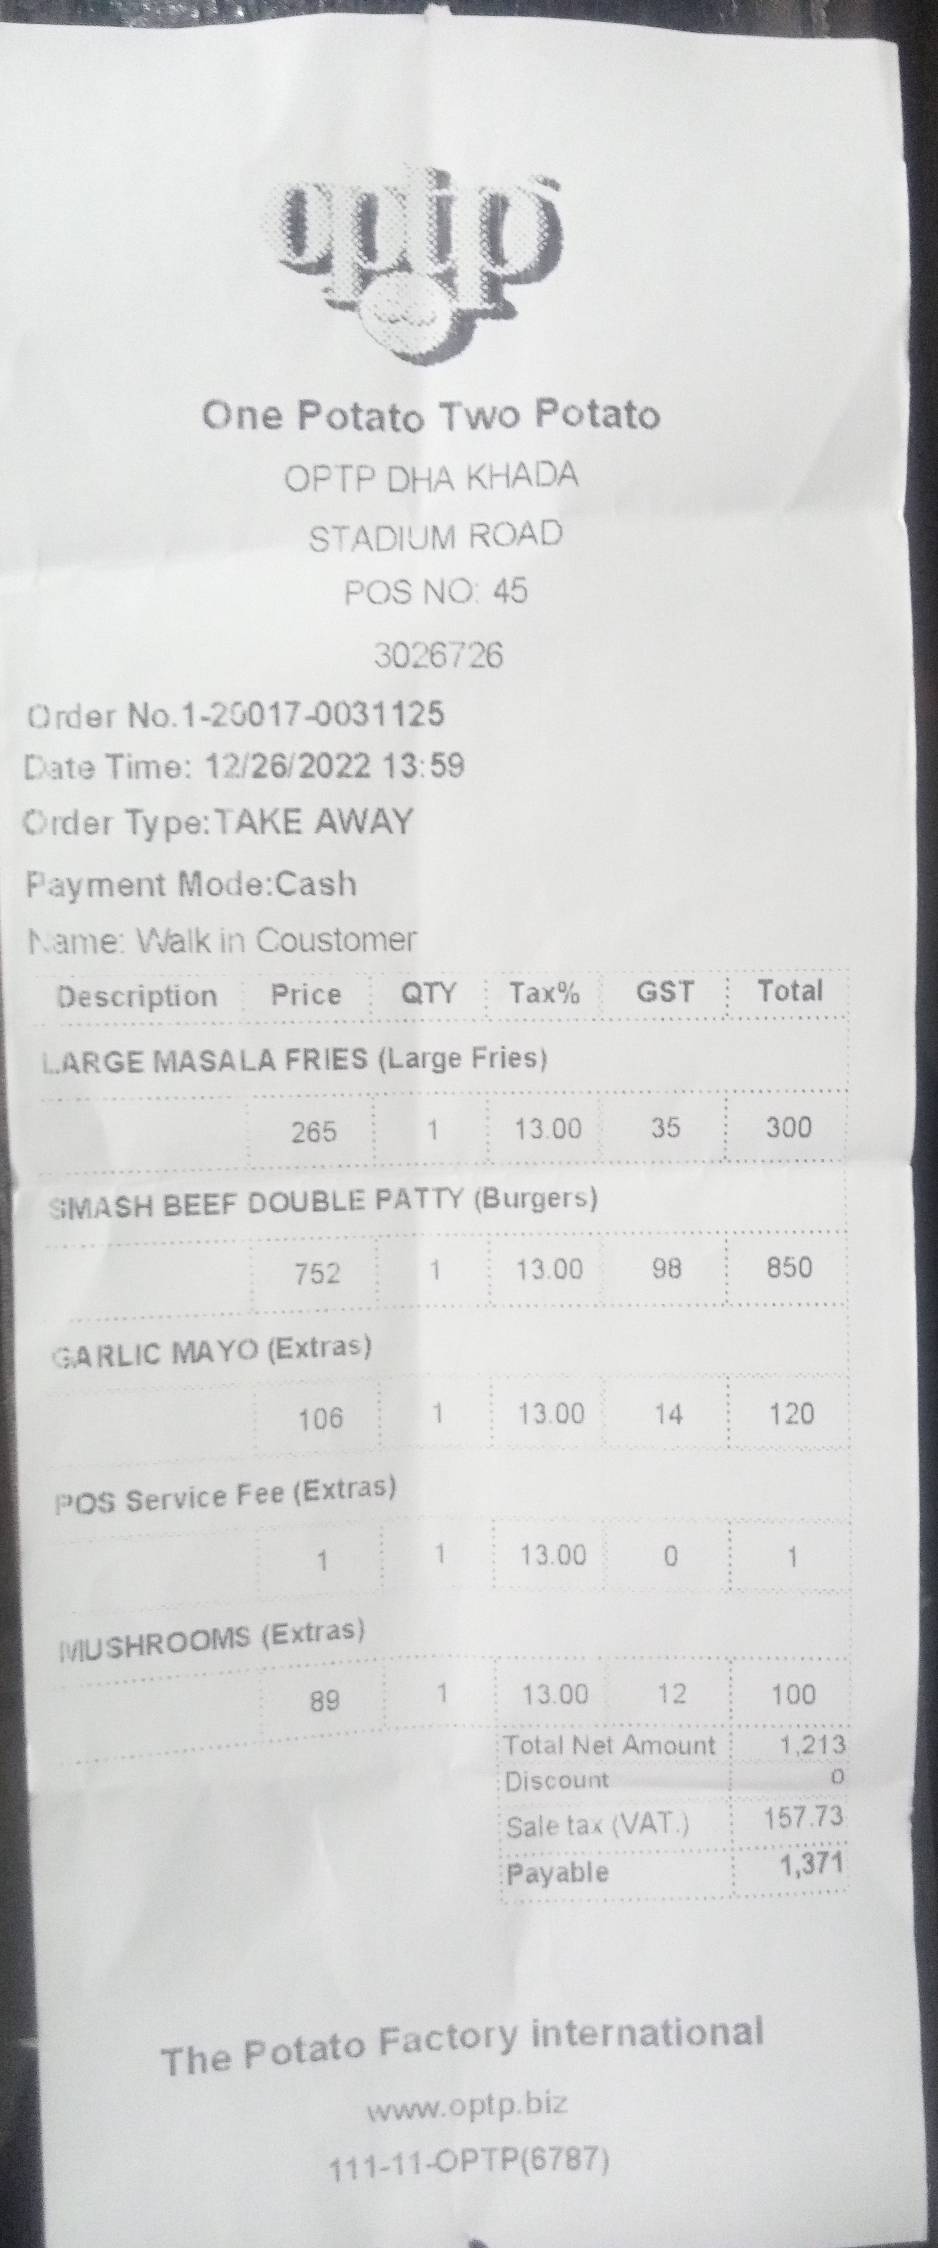 optp
One Potato Two Potato
OPTP DHA KHADA
STADIUM ROAD
POS NO: 45
3026726
Order No.1-20017-0031125
Date Time: 12/26/2022 13:59
Order Type:TAKE AWAY
Payment Mode:Cash
Name: Walk in Coustomer
Description Price QTY Tax% GST Total
LARGE MASALA FRIES (Large Fries)
265 1 13.00 35 300
SMASH BEEF DOUBLE PATTY (Burgers)
752 1 13.00 98 850
GARLIC MAYO (Extras)
106 1 13.00 14 120
POS Service Fee (Extras)
1 1 13.00 0 1
MUSHROOMS (Extras)
89 1 13.00 12 100
Total Net Amount 1,213
Discount 0
Sale tax (VAT.) 157.73
Payable 1,371
The Potato Factory international
www.optp.biz
111-11-OPTP(6787)